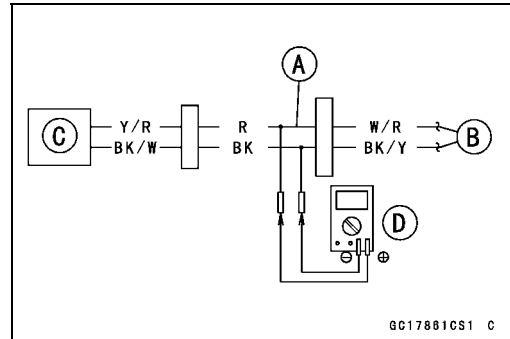 A
C
Y/R R W/R
BK/W BK BK/Y
B
D
⊖ ⊕
GC17861CS1 C